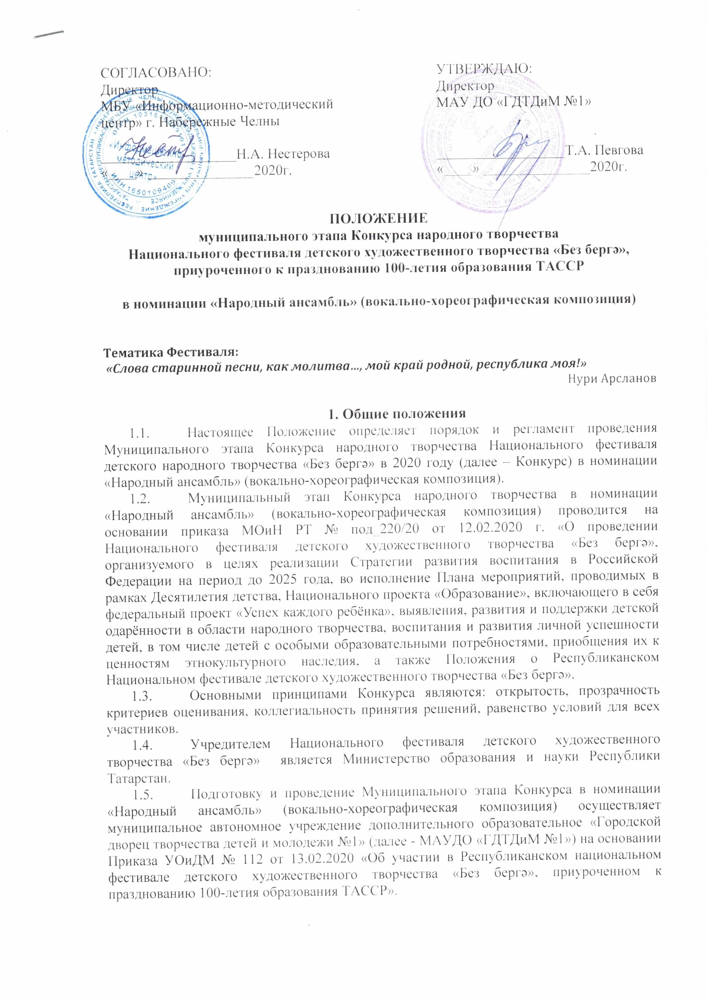 СОГЛАСОВАНО:
Директор
МБУ «Информационно-методический
центр» г. Набережные Челны
Н.А. Нестерова
«____»________________2020г.
УТВЕРЖДАЮ:
Директор
МАУ ДО «ГДТДиМ №1»
Т.А. Певгова
«____»________________2020г.
«Информационно
методический
центр»
ИНН 1650109409
ПОЛОЖЕНИЕ
муниципального этапа Конкурса народного творчества
Национального фестиваля детского художественного творчества «Без бергә»,
приуроченного к празднованию 100-летия образования ТАССР
в номинации «Народный ансамбль» (вокально-хореографическая композиция)
Тематика Фестиваля:
«Слова старинной песни, как молитва..., мой край родной, республика моя!»
Нури Арсланов
1. Общие положения
1.1. Настоящее Положение определяет порядок и регламент проведения
Муниципального этапа Конкурса народного творчества Национального фестиваля
детского народного творчества «Без бергә» в 2020 году (далее – Конкурс) в номинации
«Народный ансамбль» (вокально-хореографическая композиция).
1.2. Муниципальный этап Конкурса народного творчества в номинации
«Народный ансамбль» (вокально-хореографическая композиция) проводится на
основании приказа МОиН РТ № под_220/20 от 12.02.2020 г. «О проведении
Национального фестиваля детского художественного творчества «Без бергә»,
организуемого в целях реализации Стратегии развития воспитания в Российской
Федерации на период до 2025 года, во исполнение Плана мероприятий, проводимых в
рамках Десятилетия детства, Национального проекта «Образование», включающего в себя
федеральный проект «Успех каждого ребёнка», выявления, развития и поддержки детской
одарённости в области народного творчества, воспитания и развития личной успешности
детей, в том числе детей с особыми образовательными потребностями, приобщения их к
ценностям этнокультурного наследия, а также Положения о Республиканском
Национальном фестивале детского художественного творчества «Без бергә».
1.3. Основными принципами Конкурса являются: открытость, прозрачность
критериев оценивания, коллегиальность принятия решений, равенство условий для всех
участников.
1.4. Учредителем Национального фестиваля детского художественного
творчества «Без бергә» является Министерство образования и науки Республики
Татарстан.
1.5. Подготовку и проведение Муниципального этапа Конкурса в номинации
«Народный ансамбль» (вокально-хореографическая композиция) осуществляет
муниципальное автономное учреждение дополнительного образовательное «Городской
дворец творчества детей и молодежи №1» (далее - МАУДО «ГДТДиМ №1») на основании
Приказа УОиДМ № 112 от 13.02.2020 «Об участии в Республиканском национальном
фестивале детского художественного творчества «Без бергә», приуроченном к
празднованию 100-летия образования ТАССР».